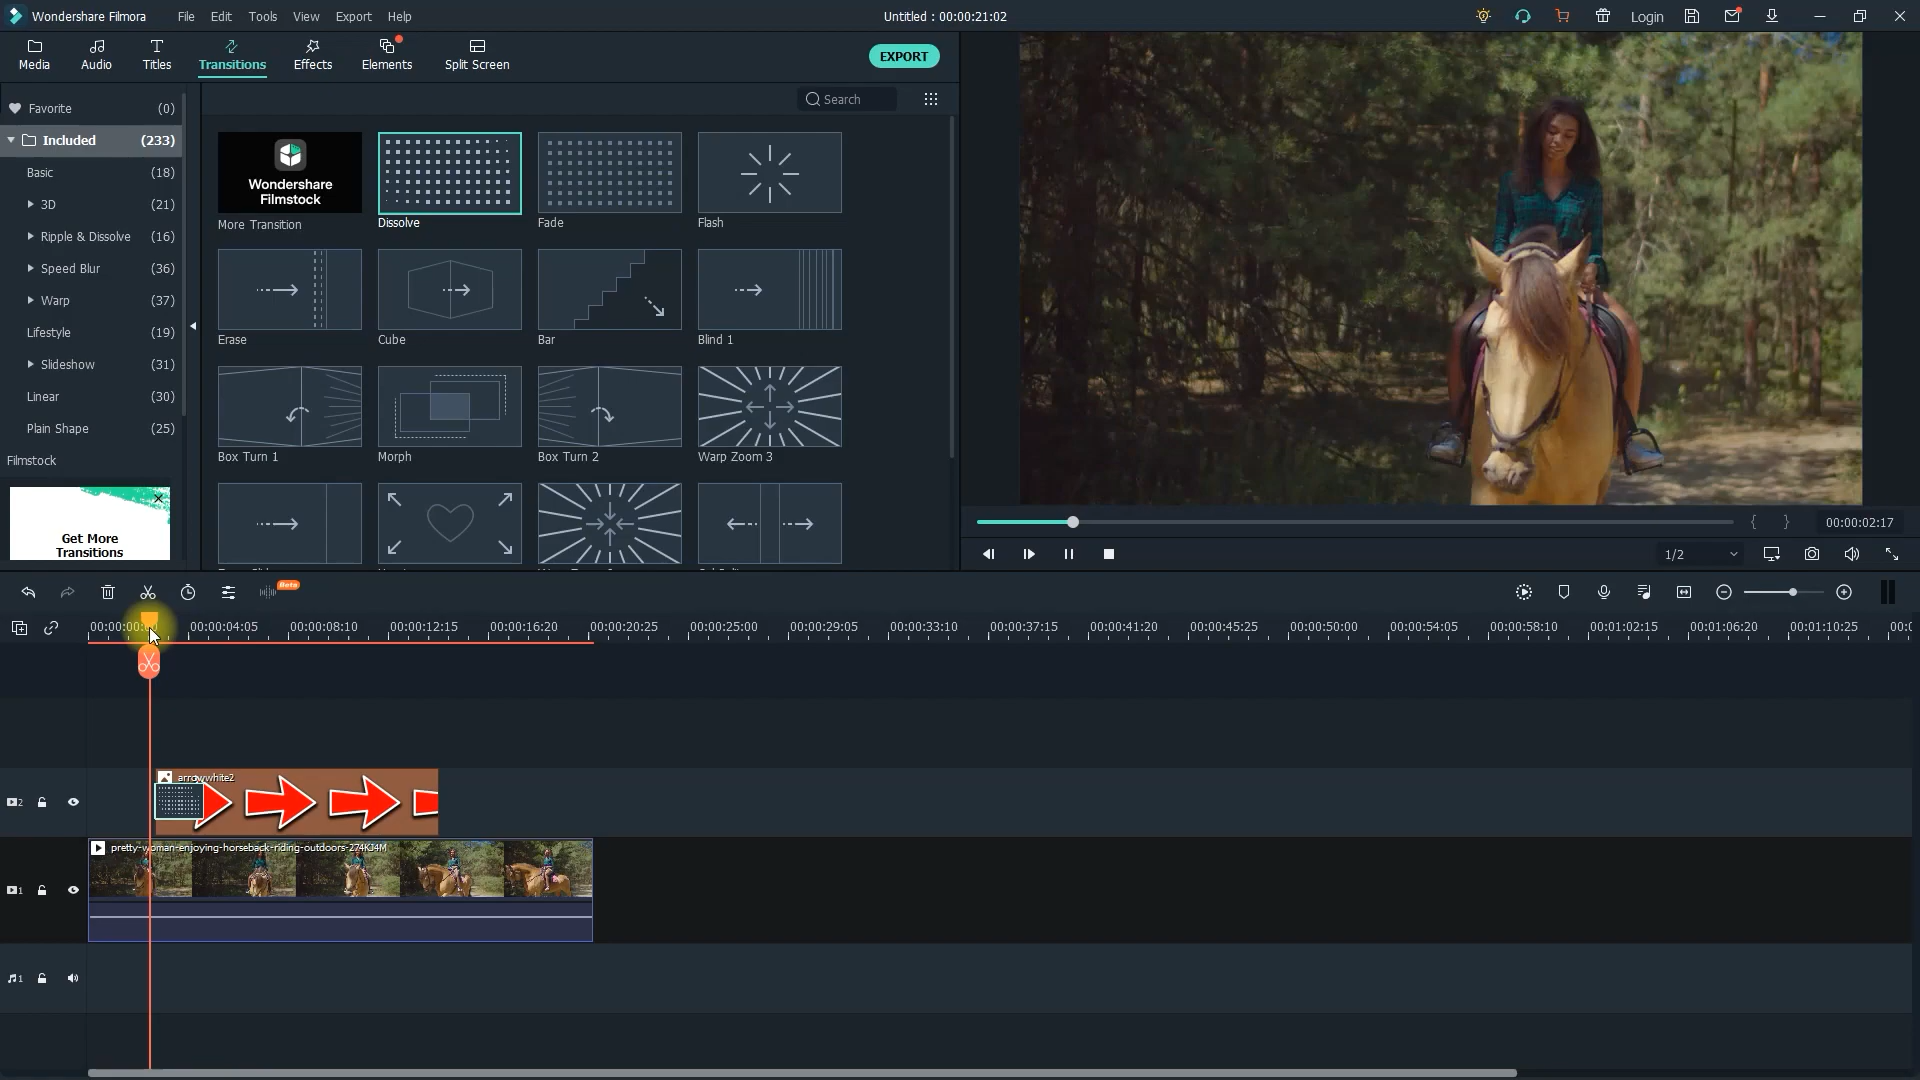 Wondershare Filmora File Edit Tools View Export Help
Untitled : 00:00:21:02
Login
Media Audio Titles Transitions Effects Elements Split Screen
EXPORT
Favorite (0)
Search
Included (233)
Basic (18)
3D (21)
Ripple & Dissolve (16)
Speed Blur (36)
Warp (37)
Lifestyle (19)
Slideshow (31)
Linear (30)
Plain Shape (25)
Filmstock
Get More
Transitions
Wondershare
Filmstock
More Transition Dissolve Fade Flash
Erase Cube Bar Blind 1
Box Turn 1 Morph Box Turn 2 Warp Zoom 3
{ } 00:00:02:17
1/2
Beta
00:00:04:05 00:00:08:10 00:00:12:15 00:00:16:20 00:00:20:25 00:00:25:00 00:00:29:05 00:00:33:10 00:00:37:15 00:00:41:20 00:00:45:25 00:00:50:00 00:00:54:05 00:00:58:10 00:01:02:15 00:01:06:20 00:01:10:25
arrowwhite2
2
pretty-woman-enjoying-horseback-riding-outdoors-274KJ4M
1
1